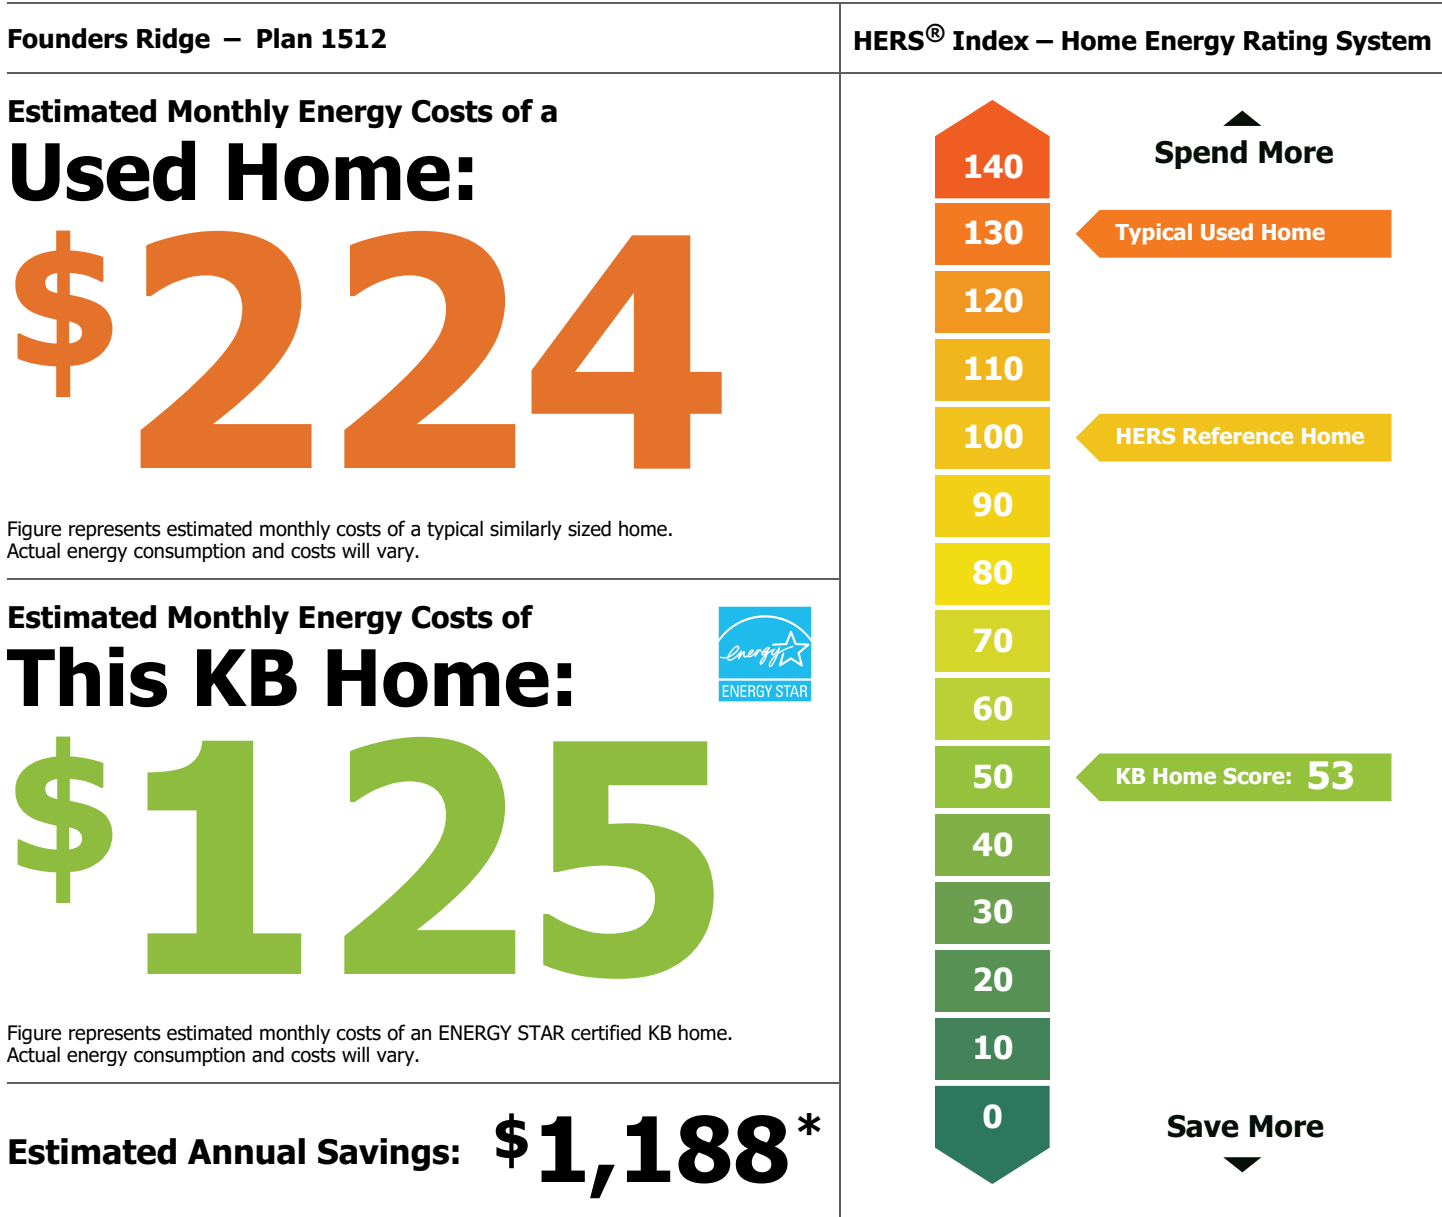 Founders Ridge – Plan 1512
Estimated Monthly Energy Costs of a
Used Home:
$224
Figure represents estimated monthly costs of a typical similarly sized home.
Actual energy consumption and costs will vary.
Estimated Monthly Energy Costs of
This KB Home:
energy
ENERGY STAR
$125
Figure represents estimated monthly costs of an ENERGY STAR certified KB home.
Actual energy consumption and costs will vary.
Estimated Annual Savings: $1,188*
HERS® Index – Home Energy Rating System
Spend More
140
130 Typical Used Home
120
110
100 HERS Reference Home
90
80
70
60
50 KB Home Score: 53
40
30
20
10
0
Save More